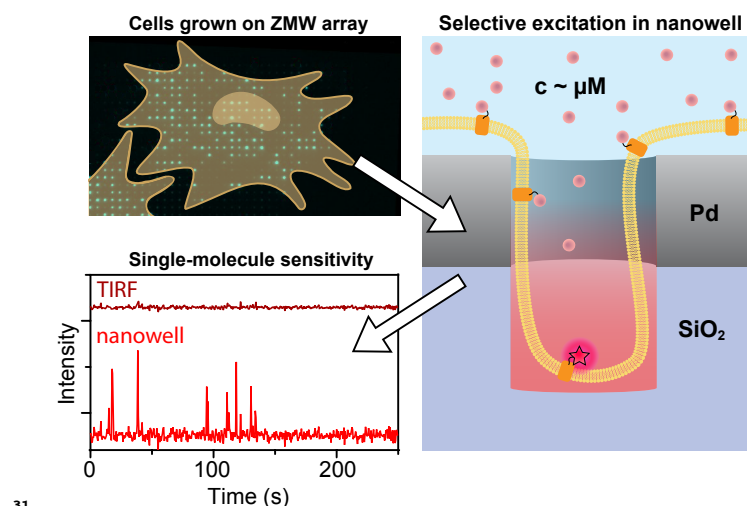 Cells grown on ZMW array
Selective excitation in nanowell
c ~ µM
Pd
SiO₂
Single-molecule sensitivity
TIRF
nanowell
Intensity
0
100
200
Time (s)
31